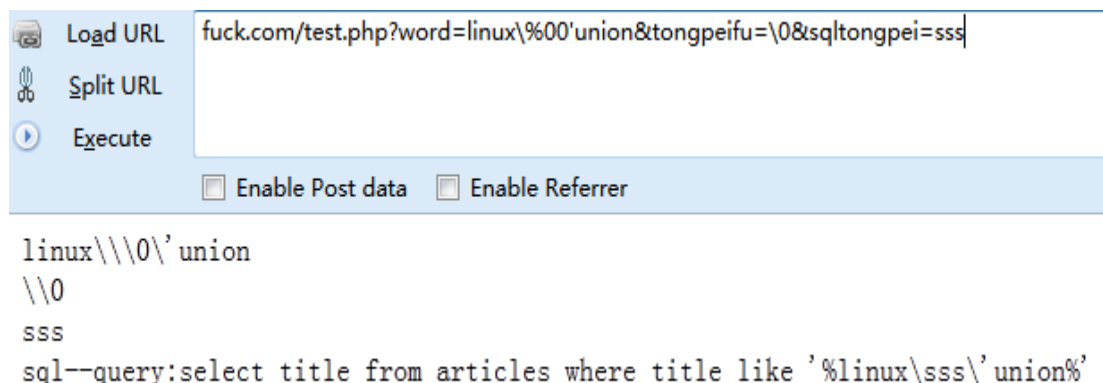 Load URL fuck.com/test.php?word=linux\%00'union&tongpeifu=\0&sqltongpei=sss
Split URL
Execute
Enable Post data Enable Referrer
linux\\\0\'union
\\0
sss
sql--query:select title from articles where title like '%linux\sss\'union%'